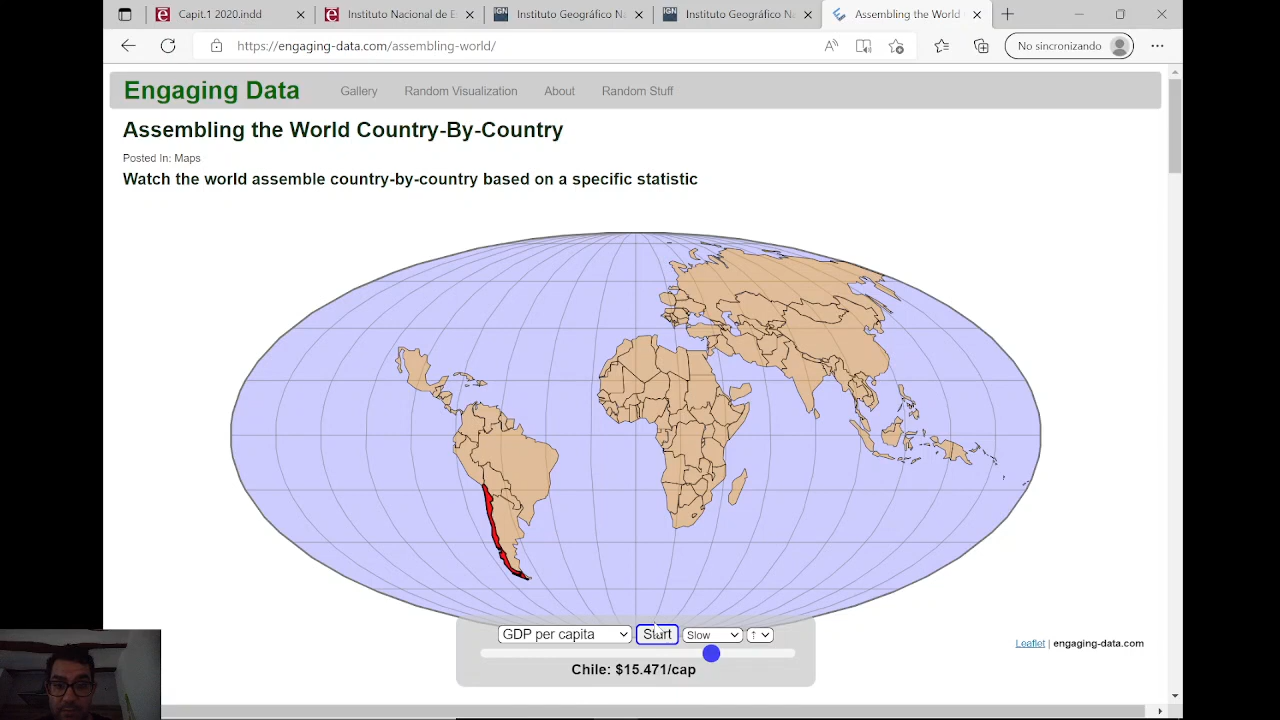 Capit.1 2020.indd
Instituto Nacional de E
Instituto Geográfico Na
Instituto Geográfico Na
Assembling the World
https://engaging-data.com/assembling-world/
No sincronizando
Engaging Data
Gallery
Random Visualization
About
Random Stuff
Assembling the World Country-By-Country
Posted In: Maps
Watch the world assemble country-by-country based on a specific statistic
GDP per capita
Start
Slow
↑
Leaflet | engaging-data.com
Chile: $15.471/cap